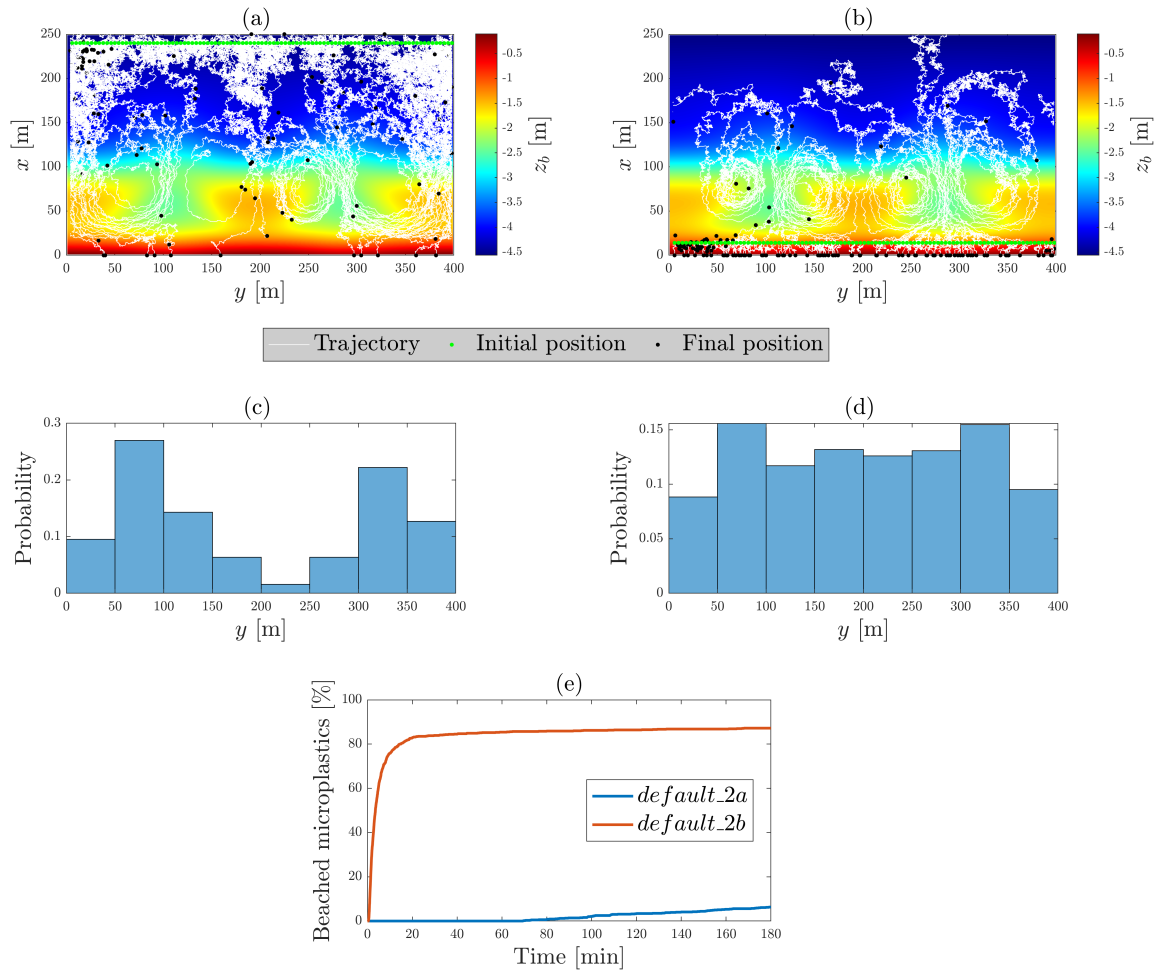 (a)
250
200
150
100
50
0
x [m]
0 50 100 150 200 250 300 350 400
y [m]
-0.5
-1
-1.5
-2
-2.5
-3
-3.5
-4
-4.5
z_b [m]
(b)
250
200
150
100
50
0
x [m]
0 50 100 150 200 250 300 350 400
y [m]
-0.5
-1
-1.5
-2
-2.5
-3
-3.5
-4
-4.5
z_b [m]
Trajectory Initial position Final position
(c)
0.3
0.2
0.1
0
Probability
0 50 100 150 200 250 300 350 400
y [m]
(d)
0.15
0.1
0.05
0
Probability
0 50 100 150 200 250 300 350 400
y [m]
(e)
100
80
60
40
20
0
Beached microplastics [%]
default_2a
default_2b
0 20 40 60 80 100 120 140 160 180
Time [min]